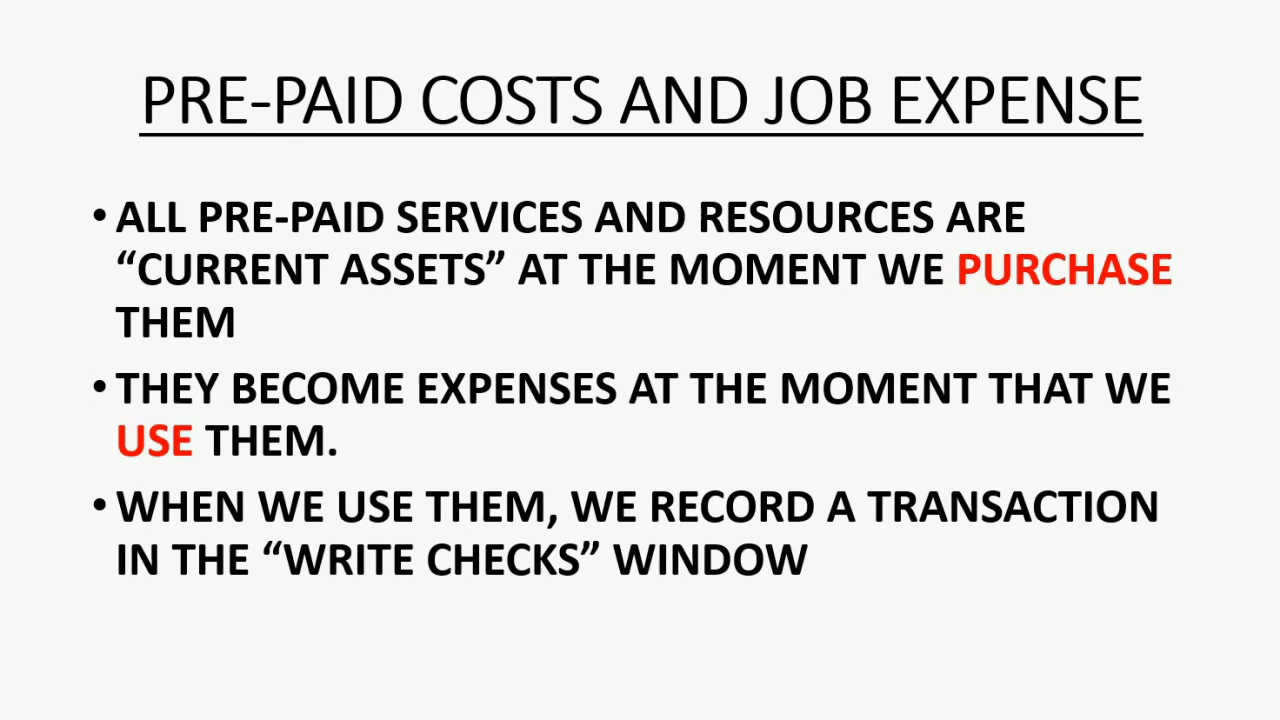 PRE-PAID COSTS AND JOB EXPENSE
• ALL PRE-PAID SERVICES AND RESOURCES ARE
“CURRENT ASSETS” AT THE MOMENT WE PURCHASE
THEM
• THEY BECOME EXPENSES AT THE MOMENT THAT WE
USE THEM.
• WHEN WE USE THEM, WE RECORD A TRANSACTION
IN THE “WRITE CHECKS” WINDOW